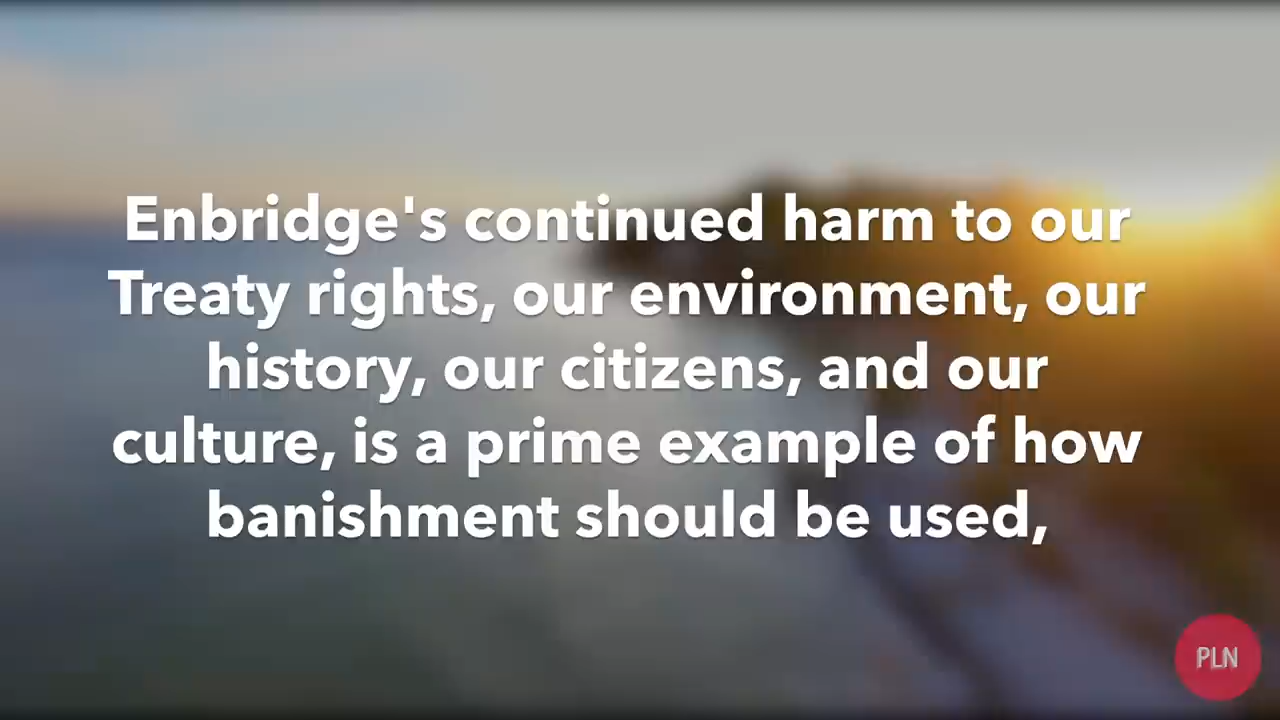 Enbridge's continued harm to our
Treaty rights, our environment, our
history, our citizens, and our
culture, is a prime example of how
banishment should be used,
PLN